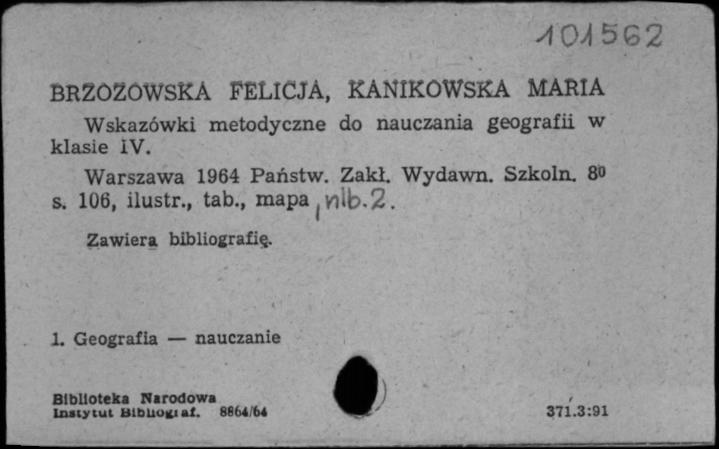 101562
BRZOZOWSKA FELICJA, KANIKOWSKA MARIA
Wskazówki metodyczne do nauczania geografii w
klasie IV.
Warszawa 1964 Państw. Zakł. Wydawn. Szkoln. 8⁰
s. 106, ilustr., tab., mapa, nlb. 2.
Zawiera bibliografię.
1. Geografia — nauczanie
Biblioteka Narodowa
Instytut Bibliograf. 8864/64
371.3:91